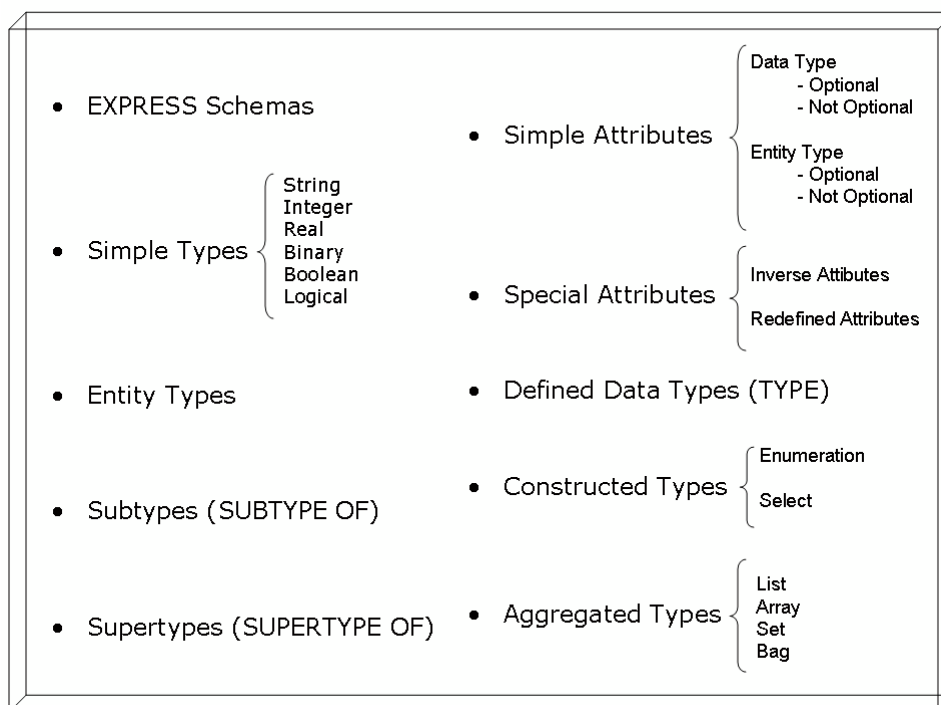 • EXPRESS Schemas
• Simple Types
String
Integer
Real
Binary
Boolean
Logical
• Entity Types
• Subtypes (SUBTYPE OF)
• Supertypes (SUPERTYPE OF)
• Simple Attributes
Data Type
- Optional
- Not Optional
Entity Type
- Optional
- Not Optional
• Special Attributes
Inverse Attibutes
Redefined Attributes
• Defined Data Types (TYPE)
• Constructed Types
Enumeration
Select
• Aggregated Types
List
Array
Set
Bag